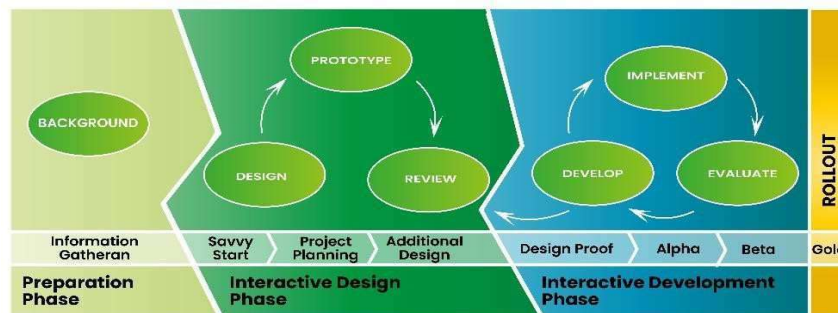 PROTOTYPE
IMPLEMENT
BACKGROUND
DESIGN
REVIEW
DEVELOP
EVALUATE
ROLLOUT
Information
Gatheran
Savvy
Start
Project
Planning
Additional
Design
Design Proof
Alpha
Beta
Gold
Preparation
Phase
Interactive Design
Phase
Interactive Development
Phase